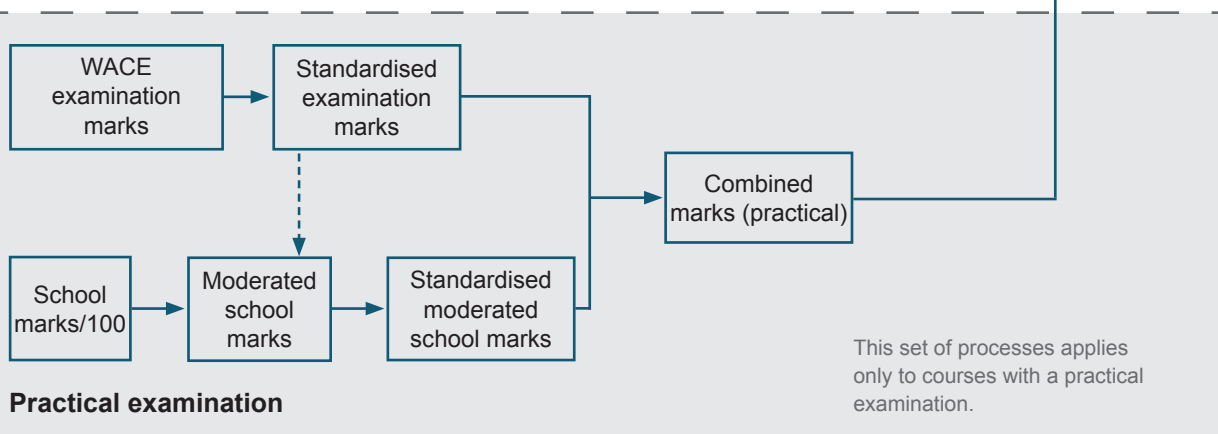 WACE
examination
marks
Standardised
examination
marks
Combined
marks (practical)
School
marks/100
Moderated
school
marks
Standardised
moderated
school marks
This set of processes applies
only to courses with a practical
examination.
Practical examination